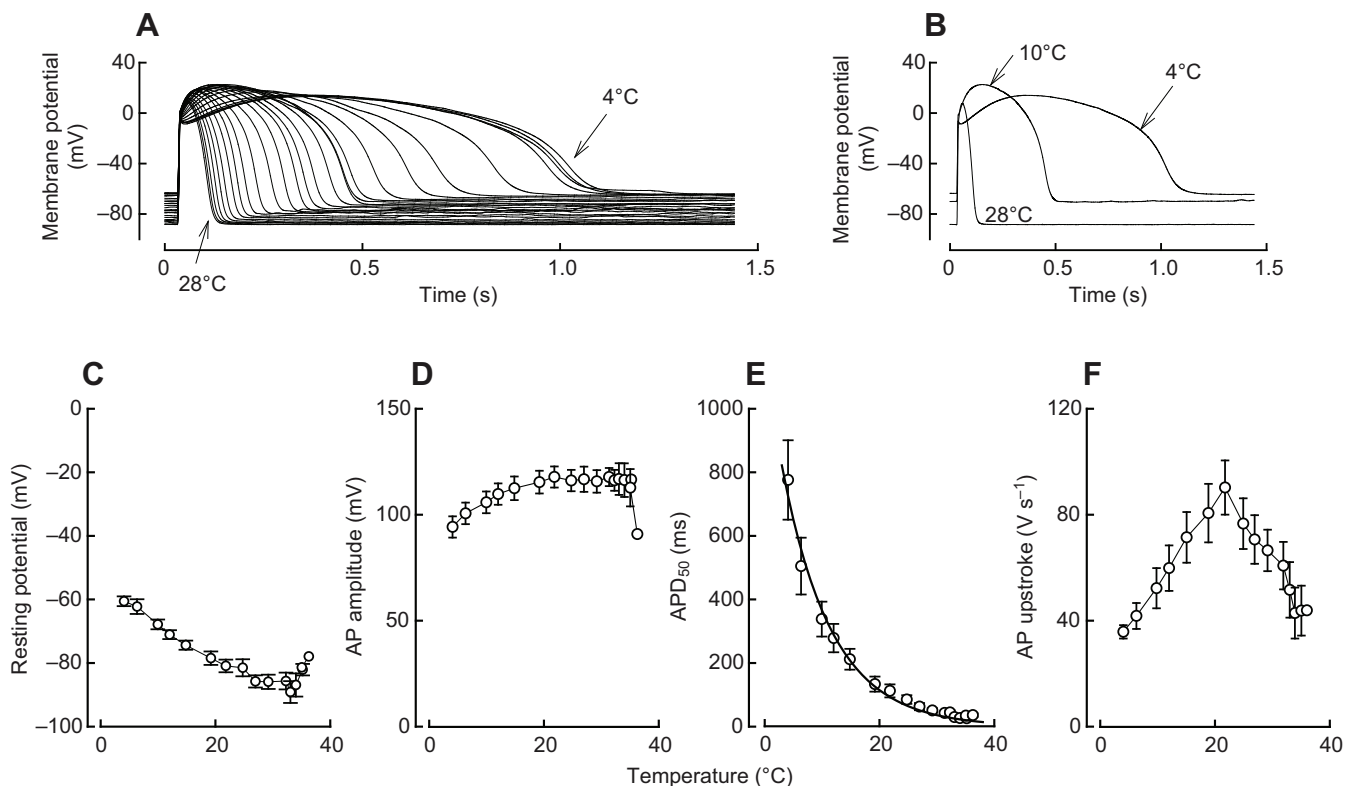 A
Membrane potential
(mV)
40
0
–40
–80
4°C
28°C
0
0.5
1.0
1.5
Time (s)
B
Membrane potential
(mV)
40
0
–40
–80
10°C
4°C
28°C
0
0.5
1.0
1.5
Time (s)
C
Resting potential (mV)
0
–20
–40
–60
–80
–100
0
20
40
D
AP amplitude (mV)
150
100
50
0
0
20
40
E
APD50 (ms)
1000
800
600
400
200
0
0
20
40
F
AP upstroke (V s–1)
120
80
40
0
0
20
40
Temperature (°C)